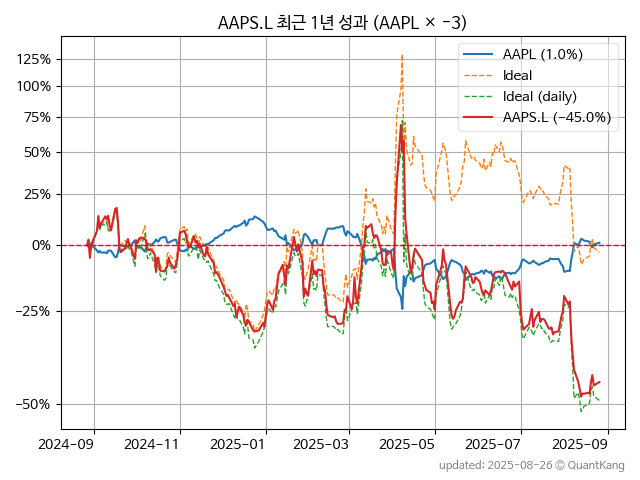 AAPS.L 최근 1년 성과 (AAPL × −3)
125%
100%
75%
50%
25%
0%
−25%
−50%
AAPL (1.0%)
Ideal
Ideal (daily)
AAPS.L (−45.0%)
2024-09 2024-11 2025-01 2025-03 2025-05 2025-07 2025-09
updated: 2025-08-26 © QuantKang